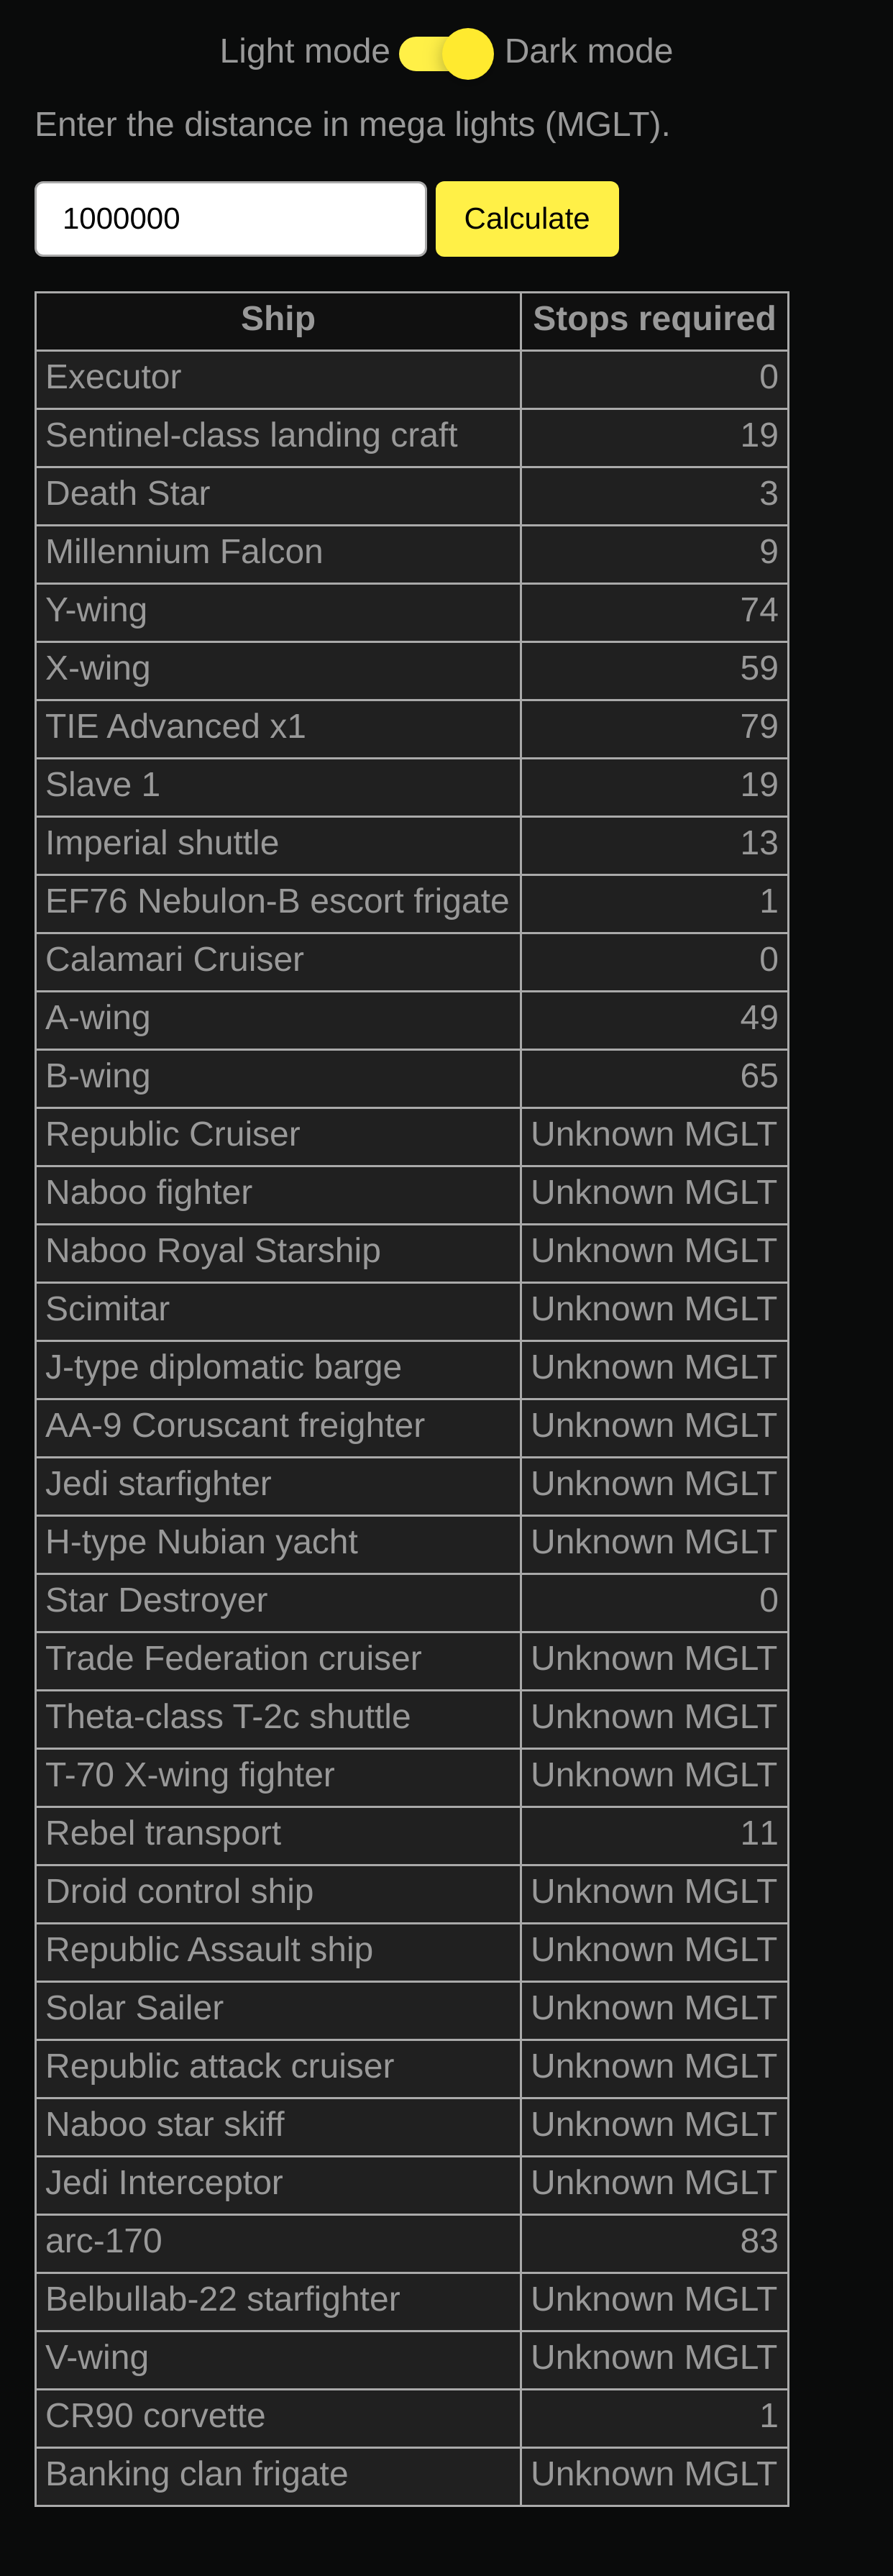 Light mode Dark mode
Enter the distance in mega lights (MGLT).
1000000 Calculate
Ship Stops required
Executor 0
Sentinel-class landing craft 19
Death Star 3
Millennium Falcon 9
Y-wing 74
X-wing 59
TIE Advanced x1 79
Slave 1 19
Imperial shuttle 13
EF76 Nebulon-B escort frigate 1
Calamari Cruiser 0
A-wing 49
B-wing 65
Republic Cruiser Unknown MGLT
Naboo fighter Unknown MGLT
Naboo Royal Starship Unknown MGLT
Scimitar Unknown MGLT
J-type diplomatic barge Unknown MGLT
AA-9 Coruscant freighter Unknown MGLT
Jedi starfighter Unknown MGLT
H-type Nubian yacht Unknown MGLT
Star Destroyer 0
Trade Federation cruiser Unknown MGLT
Theta-class T-2c shuttle Unknown MGLT
T-70 X-wing fighter Unknown MGLT
Rebel transport 11
Droid control ship Unknown MGLT
Republic Assault ship Unknown MGLT
Solar Sailer Unknown MGLT
Republic attack cruiser Unknown MGLT
Naboo star skiff Unknown MGLT
Jedi Interceptor Unknown MGLT
arc-170 83
Belbullab-22 starfighter Unknown MGLT
V-wing Unknown MGLT
CR90 corvette 1
Banking clan frigate Unknown MGLT